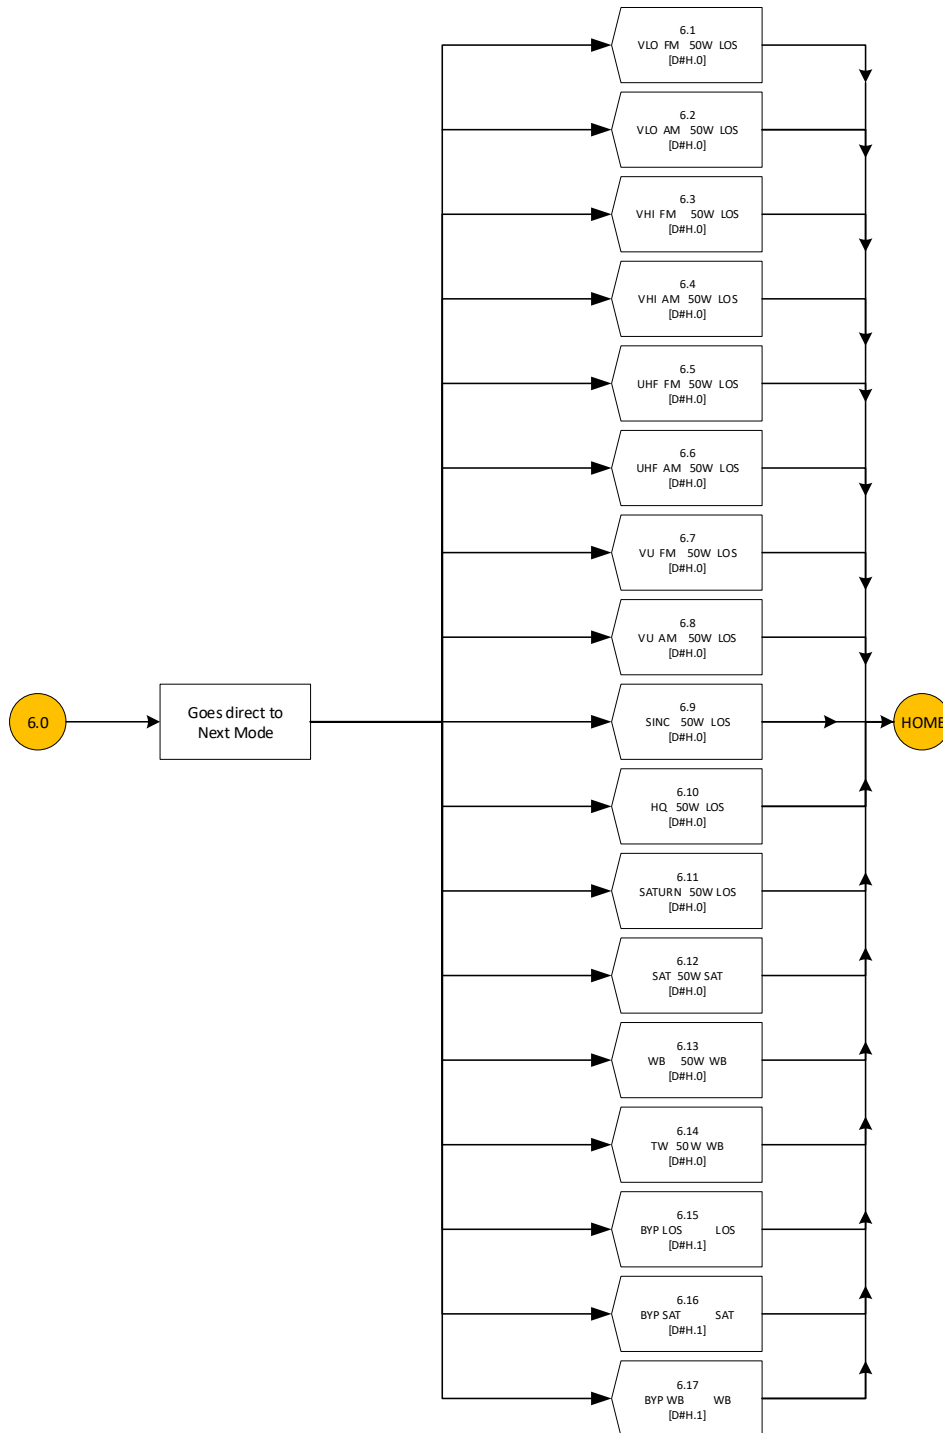 6.1
VLO FM 50W LOS
[D#H.0]
6.2
VLO AM 50W LOS
[D#H.0]
6.3
VHI FM 50W LOS
[D#H.0]
6.4
VHI AM 50W LOS
[D#H.0]
6.5
UHF FM 50W LOS
[D#H.0]
6.6
UHF AM 50W LOS
[D#H.0]
6.7
VU FM 50W LOS
[D#H.0]
6.8
VU AM 50W LOS
[D#H.0]
6.0
Goes direct to
Next Mode
6.9
SINC 50W LOS
[D#H.0]
HOME
6.10
HQ 50W LOS
[D#H.0]
6.11
SATURN 50W LOS
[D#H.0]
6.12
SAT 50W SAT
[D#H.0]
6.13
WB 50W WB
[D#H.0]
6.14
TW 50W WB
[D#H.0]
6.15
BYP LOS LOS
[D#H.1]
6.16
BYP SAT SAT
[D#H.1]
6.17
BYP WB WB
[D#H.1]